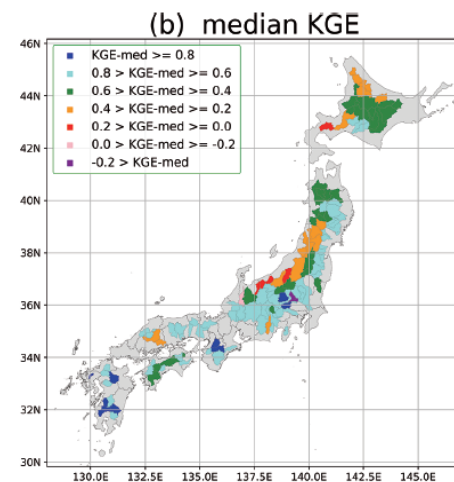 (b) median KGE
KGE-med >= 0.8
0.8 > KGE-med >= 0.6
0.6 > KGE-med >= 0.4
0.4 > KGE-med >= 0.2
0.2 > KGE-med >= 0.0
0.0 > KGE-med >= -0.2
-0.2 > KGE-med
46N
44N
42N
40N
38N
36N
34N
32N
30N
130.0E 132.5E 135.0E 137.5E 140.0E 142.5E 145.0E